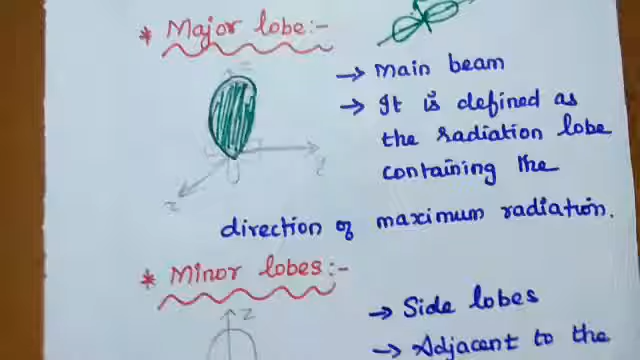 * Major lobe:-
→ Main beam
→ It is defined as
the radiation lobe
containing the
direction of maximum radiation.
* Minor lobes:-
z
→ Side lobes
→ Adjacent to the